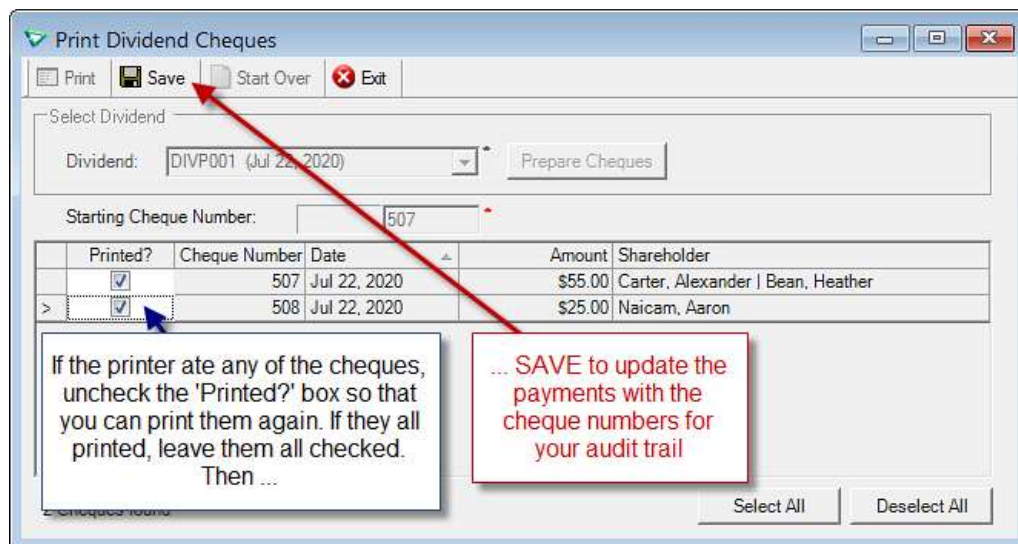 Print Dividend Cheques
Print Save Start Over Exit
Select Dividend
Dividend: DIVP001 (Jul 22, 2020) * Prepare Cheques
Starting Cheque Number: 507 *
Printed? Cheque Number Date Amount Shareholder
507 Jul 22, 2020 $55.00 Carter, Alexander | Bean, Heather
> 508 Jul 22, 2020 $25.00 Naicam, Aaron
If the printer ate any of the cheques,
uncheck the 'Printed?' box so that
you can print them again. If they all
printed, leave them all checked.
Then ...
... SAVE to update the
payments with the
cheque numbers for
your audit trail
2 Cheques found
Select All Deselect All